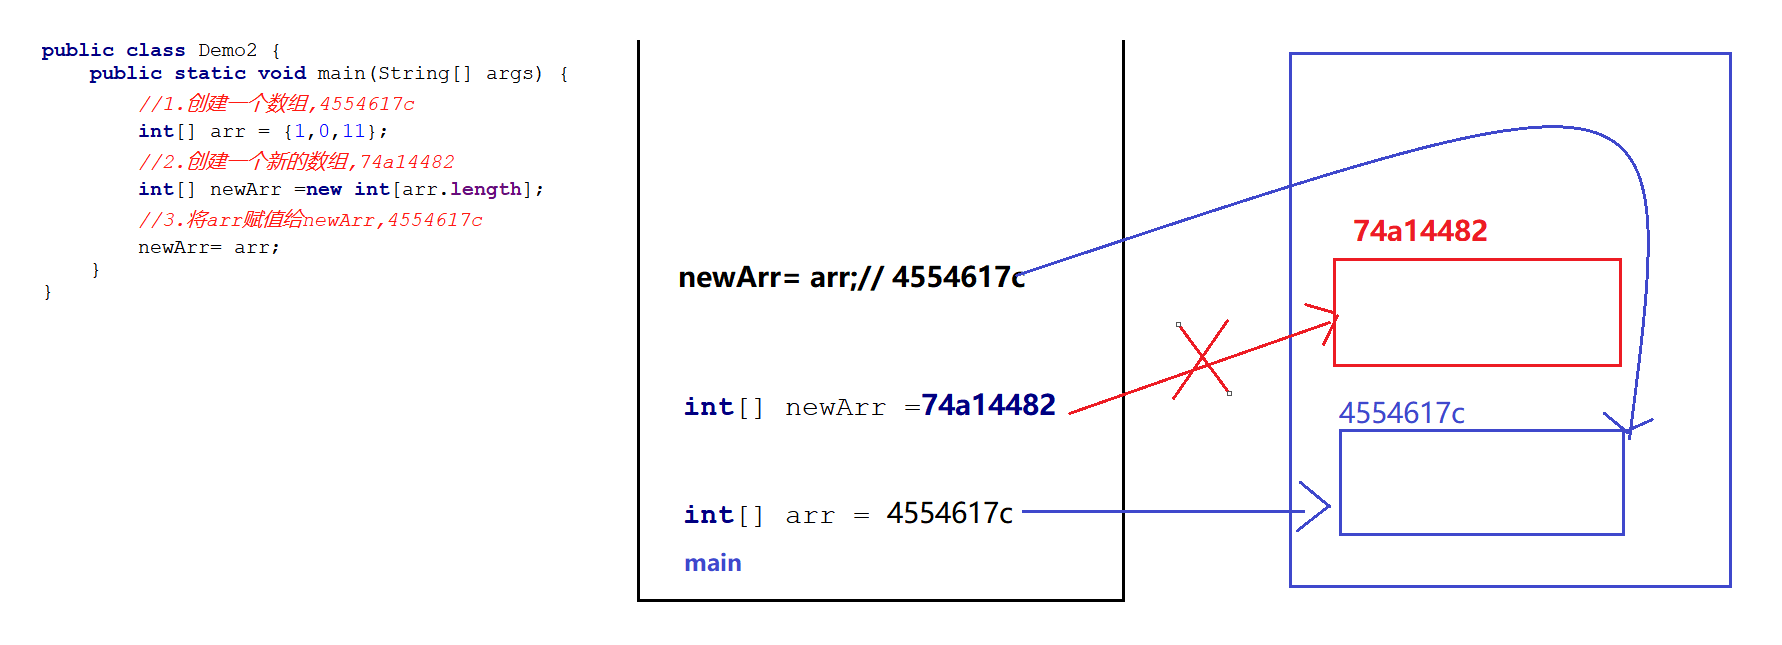 public class Demo2 {
    public static void main(String[] args) {
        //1.创建一个数组,4554617c
        int[] arr = {1,0,11};
        //2.创建一个新的数组,74a14482
        int[] newArr =new int[arr.length];
        //3.将arr赋值给newArr,4554617c
        newArr= arr;
    }
}
newArr= arr;// 4554617c
int[] newArr =74a14482
int[] arr = 4554617c
main
74a14482
4554617c